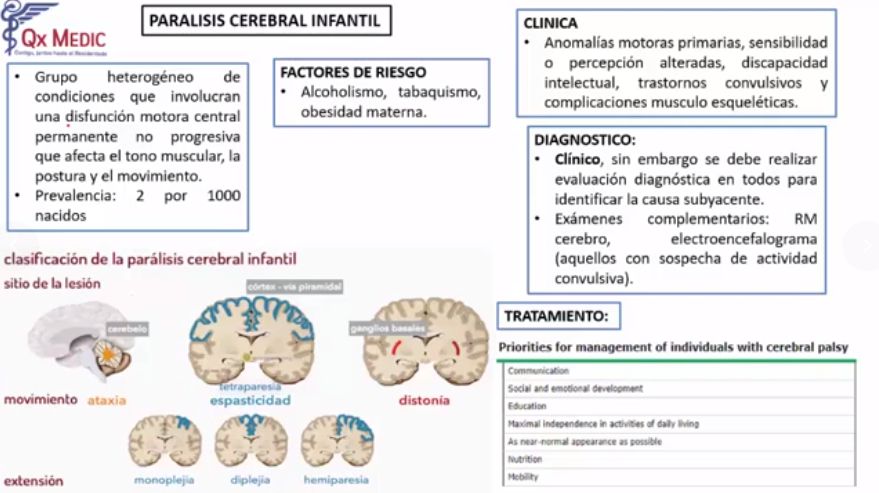 Qx MEDIC
Contigo, juntos hasta el Residentado
PARALISIS CEREBRAL INFANTIL
• Grupo heterogéneo de
condiciones que involucran
una disfunción motora central
permanente no progresiva
que afecta el tono muscular, la
postura y el movimiento.
• Prevalencia: 2 por 1000
nacidos
FACTORES DE RIESGO
• Alcoholismo, tabaquismo,
obesidad materna.
CLINICA
• Anomalías motoras primarias, sensibilidad
o percepción alteradas, discapacidad
intelectual, trastornos convulsivos y
complicaciones musculo esqueléticas.
DIAGNOSTICO:
• Clínico, sin embargo se debe realizar
evaluación diagnóstica en todos para
identificar la causa subyacente.
• Exámenes complementarios: RM
cerebro, electroencefalograma
(aquellos con sospecha de actividad
convulsiva).
clasificación de la parálisis cerebral infantil
sitio de la lesión
cerebelo
córtex - vía piramidal
ganglios basales
tetraparesia
movimiento ataxia espasticidad distonía
extensión monoplejia diplejia hemiparesia
TRATAMIENTO:
Priorities for management of individuals with cerebral palsy
Communication
Social and emotional development
Education
Maximal independence in activities of daily living
As near-normal appearance as possible
Nutrition
Mobility